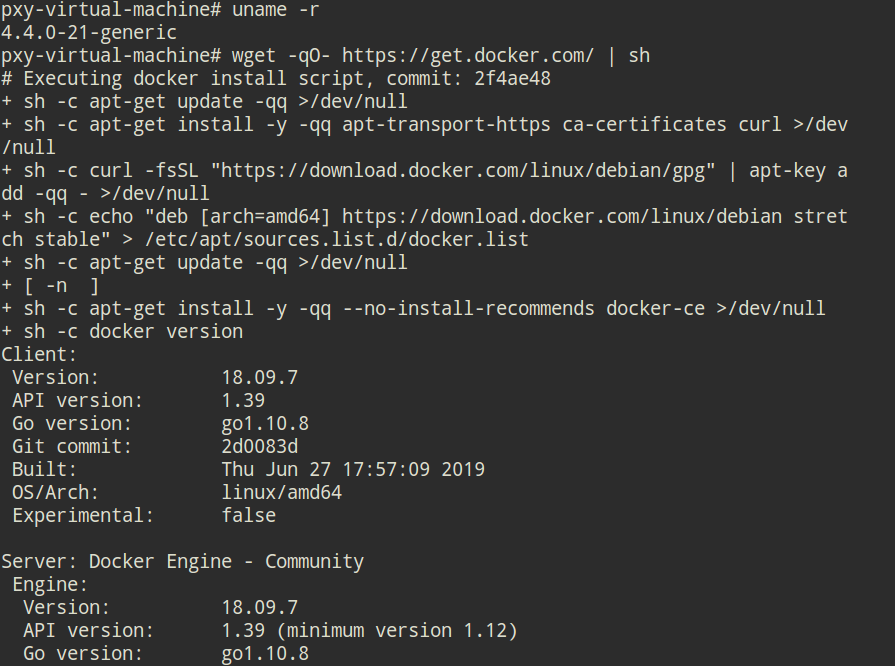 pxy-virtual-machine# uname -r
4.4.0-21-generic
pxy-virtual-machine# wget -qO- https://get.docker.com/ | sh
# Executing docker install script, commit: 2f4ae48
+ sh -c apt-get update -qq >/dev/null
+ sh -c apt-get install -y -qq apt-transport-https ca-certificates curl >/dev
/null
+ sh -c curl -fsSL "https://download.docker.com/linux/debian/gpg" | apt-key a
dd -qq - >/dev/null
+ sh -c echo "deb [arch=amd64] https://download.docker.com/linux/debian stret
ch stable" > /etc/apt/sources.list.d/docker.list
+ sh -c apt-get update -qq >/dev/null
+ [ -n  ]
+ sh -c apt-get install -y -qq --no-install-recommends docker-ce >/dev/null
+ sh -c docker version
Client:
 Version:           18.09.7
 API version:       1.39
 Go version:        go1.10.8
 Git commit:        2d0083d
 Built:             Thu Jun 27 17:57:09 2019
 OS/Arch:           linux/amd64
 Experimental:      false

Server: Docker Engine - Community
 Engine:
  Version:          18.09.7
  API version:      1.39 (minimum version 1.12)
  Go version:       go1.10.8